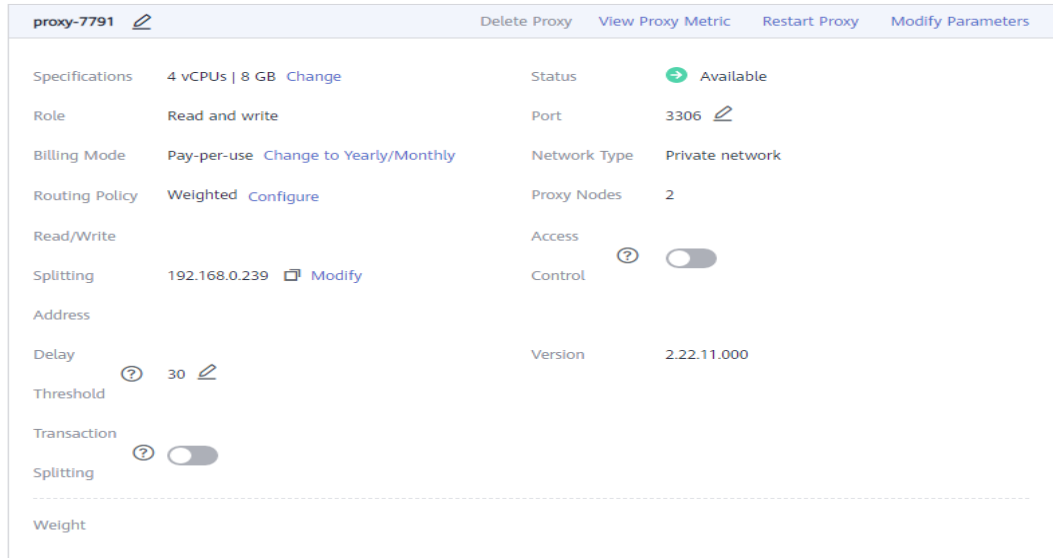 proxy-7791 Delete Proxy View Proxy Metric Restart Proxy Modify Parameters
Specifications 4 vCPUs | 8 GB Change Status Available
Role Read and write Port 3306
Billing Mode Pay-per-use Change to Yearly/Monthly Network Type Private network
Routing Policy Weighted Configure Proxy Nodes 2
Read/Write Access
Splitting 192.168.0.239 Modify Control
Address
Delay Version 2.22.11.000
30
Threshold
Transaction
Splitting
Weight